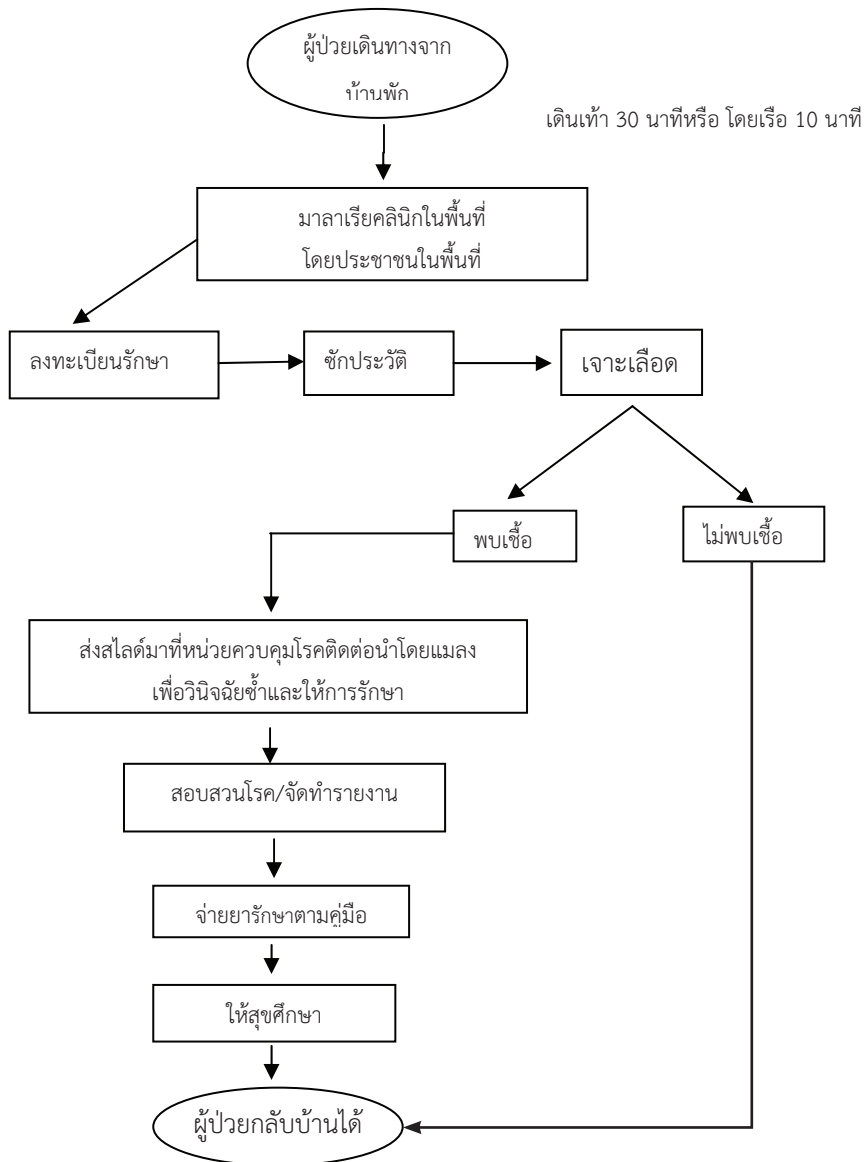 ผู้ป่วยเดินทางจาก
บ้านพัก
เดินเท้า 30 นาทีหรือ โดยเรือ 10 นาที
มาลาเรียคลินิกในพื้นที่
โดยประชาชนในพื้นที่
ลงทะเบียนรักษา
ซักประวัติ
เจาะเลือด
พบเชื้อ
ไม่พบเชื้อ
ส่งสไลด์มาที่หน่วยควบคุมโรคติดต่อนำโดยแมลง
เพื่อวินิจฉัยซ้ำและให้การรักษา
สอบสวนโรค/จัดทำรายงาน
จ่ายยารักษาตามคู่มือ
ให้สุขศึกษา
ผู้ป่วยกลับบ้านได้